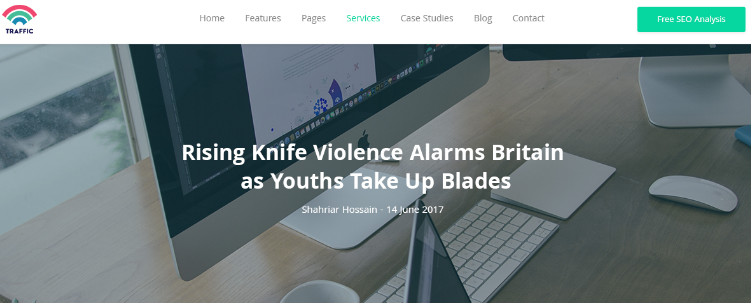 TRAFFIC
Home
Features
Pages
Services
Case Studies
Blog
Contact
Free SEO Analysis
Rising Knife Violence Alarms Britain
as Youths Take Up Blades
Shahriar Hossain - 14 June 2017